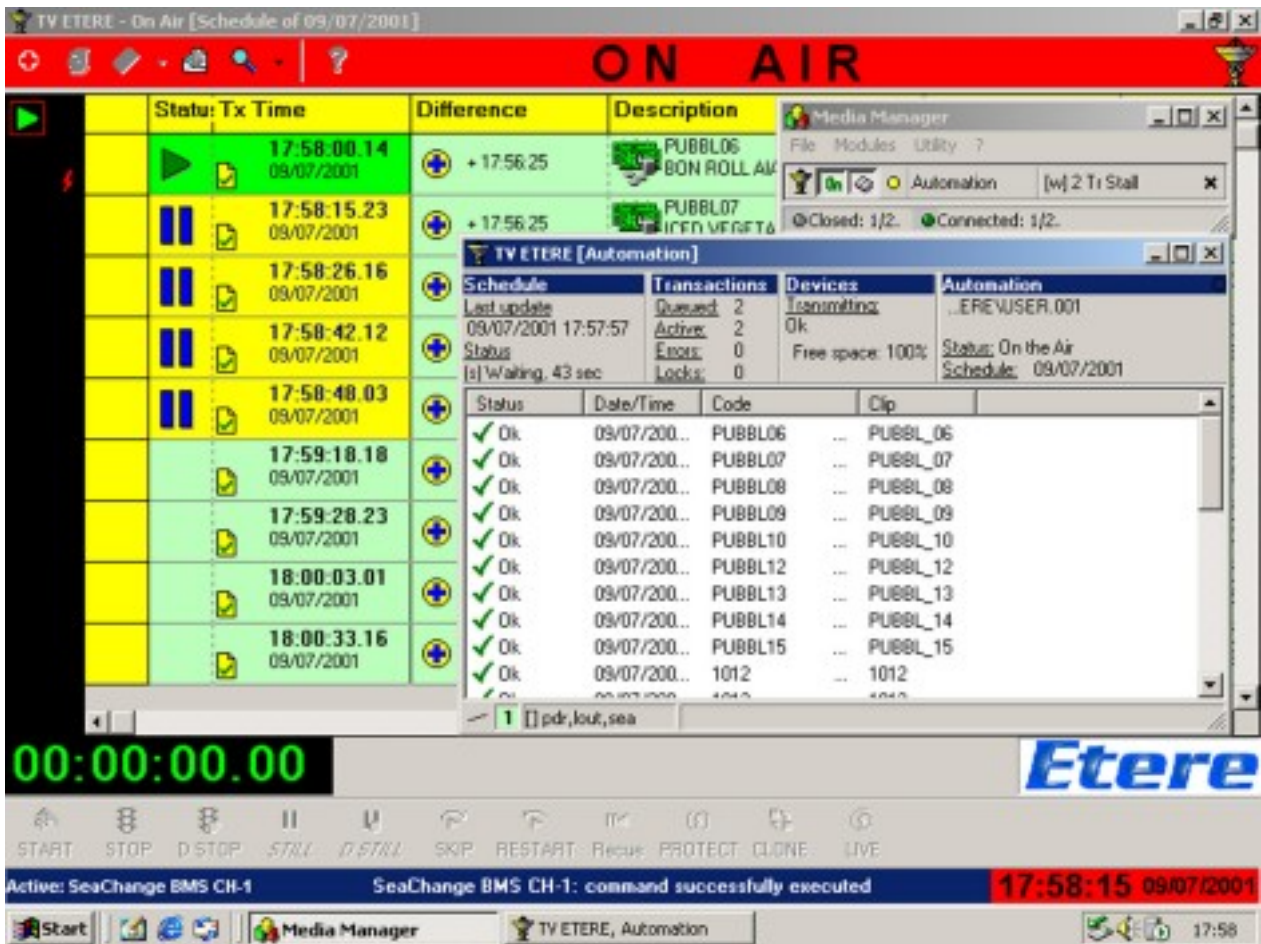 TV ETERE - On Air [Schedule of 09/07/2001]
ON AIR
Statu: Tx Time Difference Description
17:58:00.14
09/07/2001
+ 17:56:25
PUBBL06
BON ROLL AIA
17:58:15.23
09/07/2001
+ 17:56:25
PUBBL07
ICED VEGETA
17:58:26.16
09/07/2001
17:58:42.12
09/07/2001
17:58:48.03
09/07/2001
17:59:18.18
09/07/2001
17:59:28.23
09/07/2001
18:00:03.01
09/07/2001
18:00:33.16
09/07/2001
Media Manager
File Modules Utility ?
On Automation [w] 2 Tr Stall
Closed: 1/2. Connected: 1/2.
TV ETERE [Automation]
Schedule Transactions Devices Automation
Last update Queued: 2 Transmitting: ...ERE\USER.001
09/07/2001 17:57:57 Active: 2 Ok
Status Errors: 0 Free space: 100% Status: On the Air
[s] Waiting, 43 sec Locks: 0 Schedule: 09/07/2001
Status Date/Time Code Clip
Ok 09/07/200... PUBBL06 ... PUBBL_06
Ok 09/07/200... PUBBL07 ... PUBBL_07
Ok 09/07/200... PUBBL08 ... PUBBL_08
Ok 09/07/200... PUBBL09 ... PUBBL_09
Ok 09/07/200... PUBBL10 ... PUBBL_10
Ok 09/07/200... PUBBL12 ... PUBBL_12
Ok 09/07/200... PUBBL13 ... PUBBL_13
Ok 09/07/200... PUBBL14 ... PUBBL_14
Ok 09/07/200... PUBBL15 ... PUBBL_15
Ok 09/07/200... 1012 ... 1012
1 [] pdr,lout,sea
00:00:00.00
Etere
START STOP D STOP STILL D STILL SKIP RESTART Recue PROTECT CLONE LIVE
Active: SeaChange BMS CH-1 SeaChange BMS CH-1: command successfully executed 17:58:15 09/07/2001
Start Media Manager TV ETERE, Automation 17:58